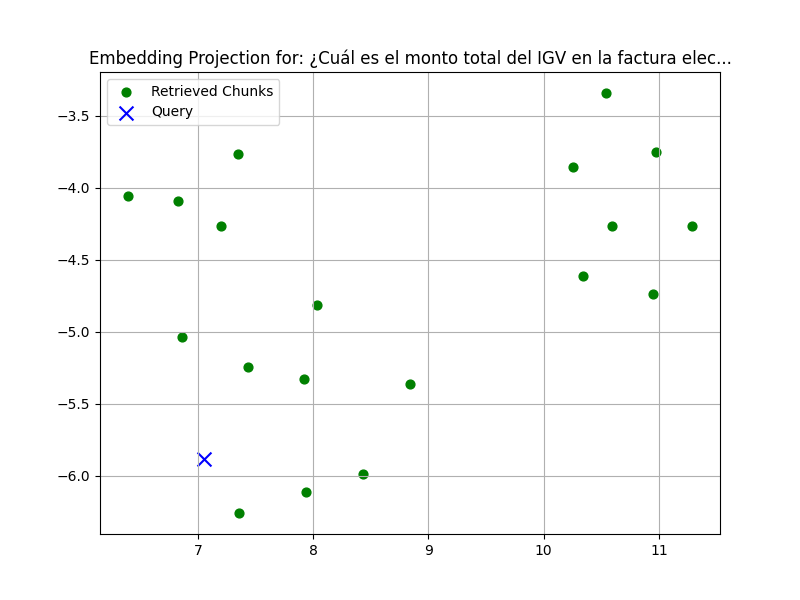 Embedding Projection for: ¿Cuál es el monto total del IGV en la factura elec...
Retrieved Chunks
Query
−3.5
−4.0
−4.5
−5.0
−5.5
−6.0
7 8 9 10 11